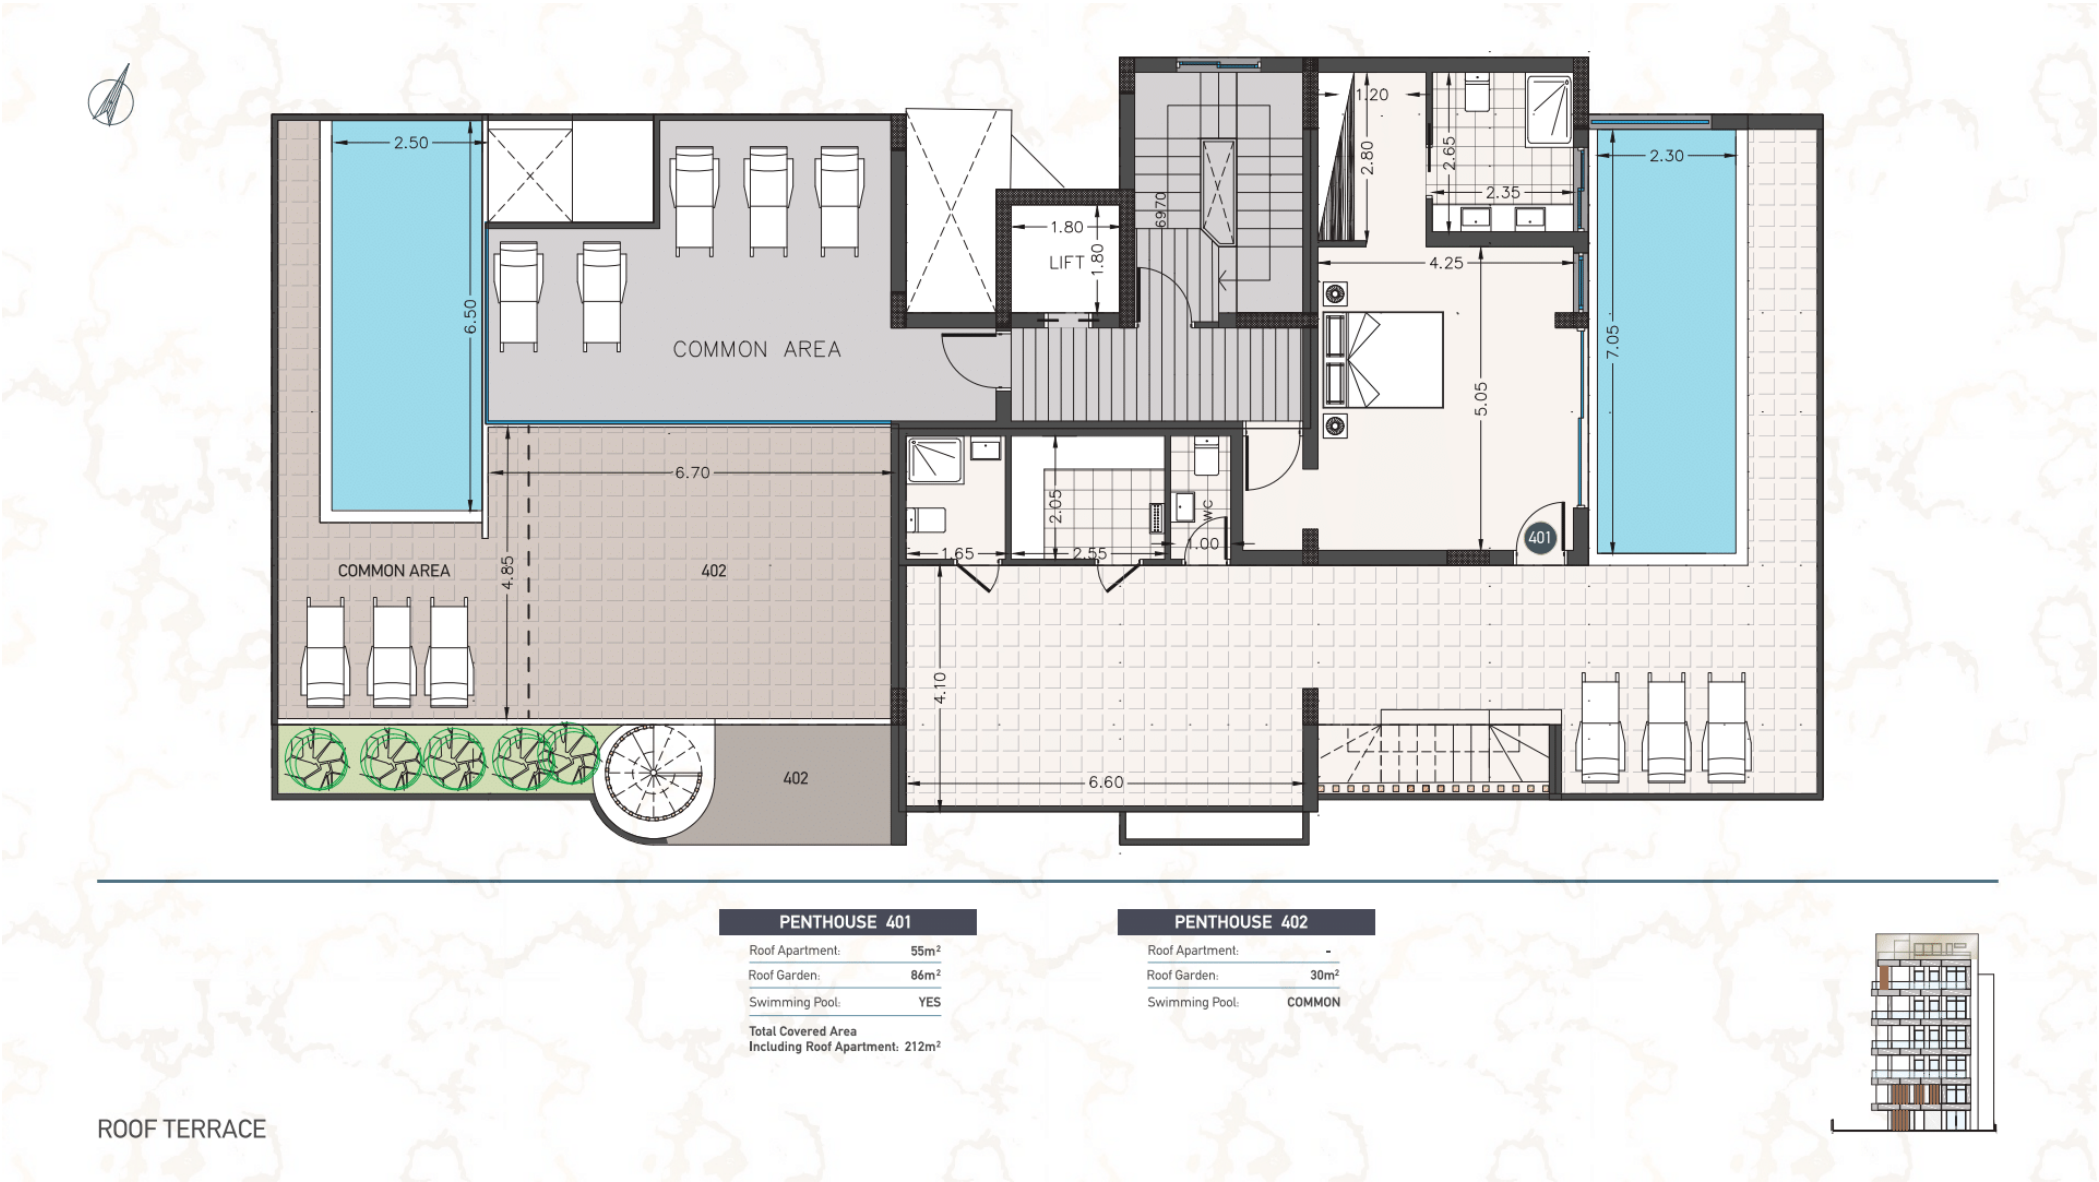 2.50
6.50
COMMON AREA
1.80
1.80
LIFT
6970
1.20
2.80
2.65
2.35
4.25
5.05
2.30
7.05
6.70
4.85
402
COMMON AREA
402
1.65
2.05
2.55
WC
1.00
401
4.10
6.60
PENTHOUSE 401
Roof Apartment: 55m²
Roof Garden: 86m²
Swimming Pool: YES
Total Covered Area
Including Roof Apartment: 212m²
PENTHOUSE 402
Roof Apartment: -
Roof Garden: 30m²
Swimming Pool: COMMON
ROOF TERRACE